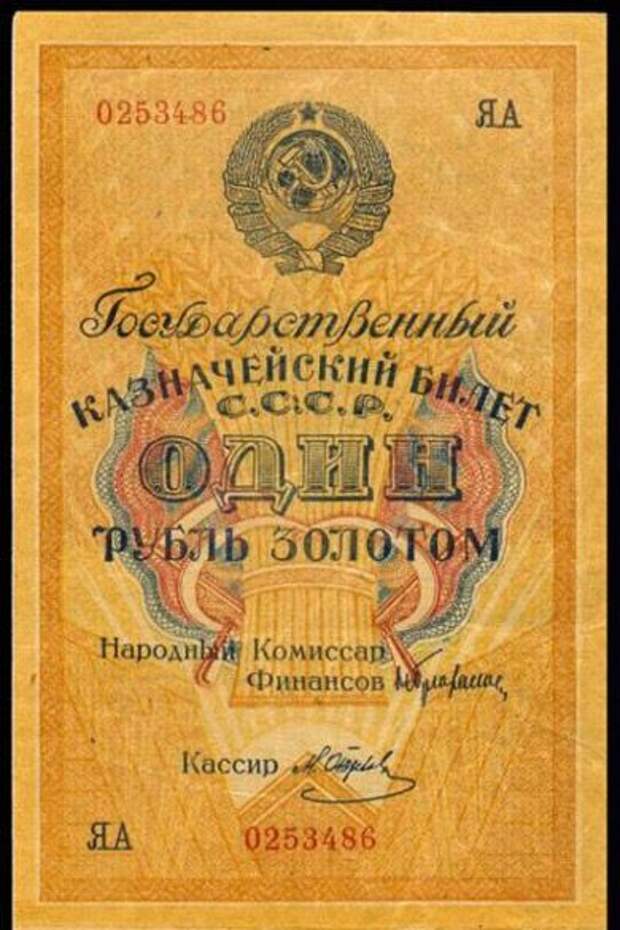 0253486 ЯА
Государственный
КАЗНАЧЕЙСКИЙ БИЛЕТ
С.С.С.Р.
ОДИН
РУБЛЬ ЗОЛОТОМ
Народный Комиссар
Финансов
Кассир
ЯА 0253486